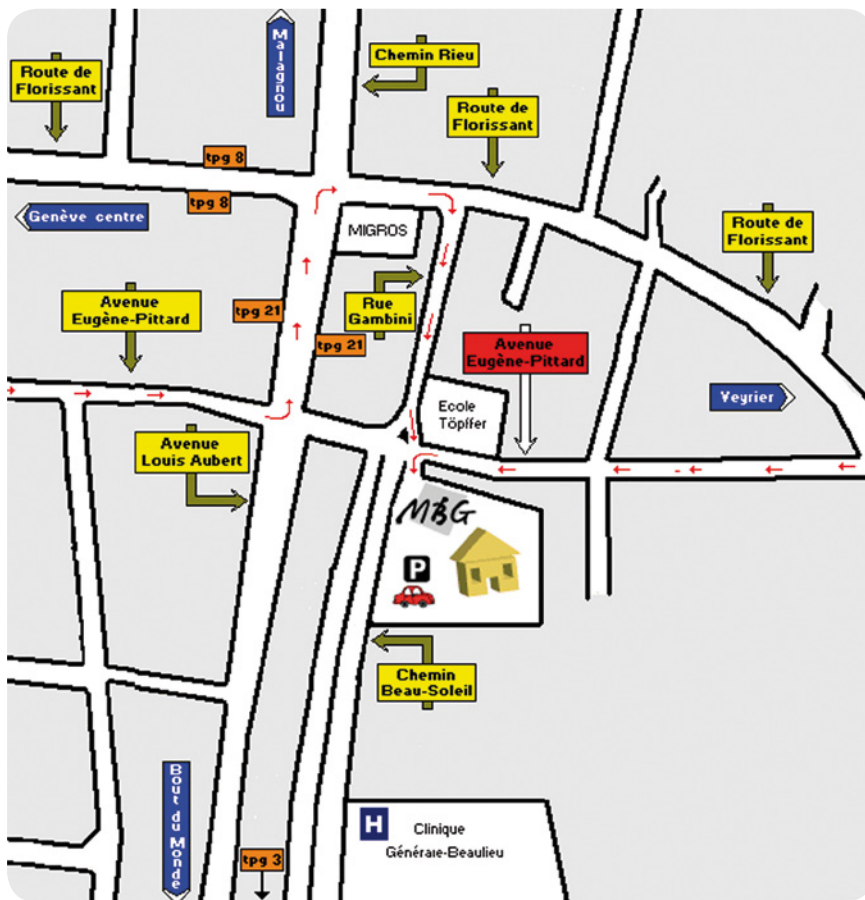 Malagnou
Chemin Rieu
Route de
Florissant
Route de
Florissant
tpg 8
tpg 8
Genève centre
MIGROS
Route de
Florissant
Avenue
Eugène-Pittard
tpg 21
Rue
Gambini
tpg 21
Avenue
Eugène-Pittard
Veyrier
Ecole
Töpffer
Avenue
Louis Aubert
MBG
P
Chemin
Beau-Soleil
Bout du Monde
H
Clinique
Générale-Beaulieu
tpg 3